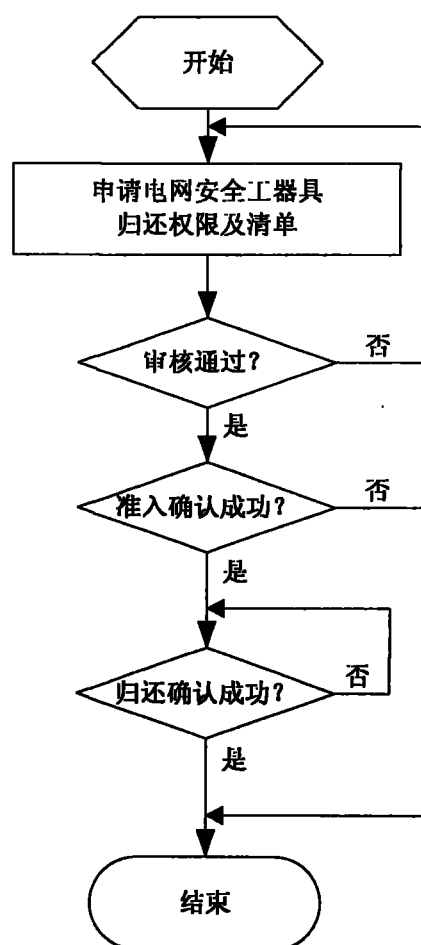 开始
申请电网安全工器具
归还权限及清单
审核通过？
否
是
准入确认成功？
否
是
归还确认成功？
否
是
结束